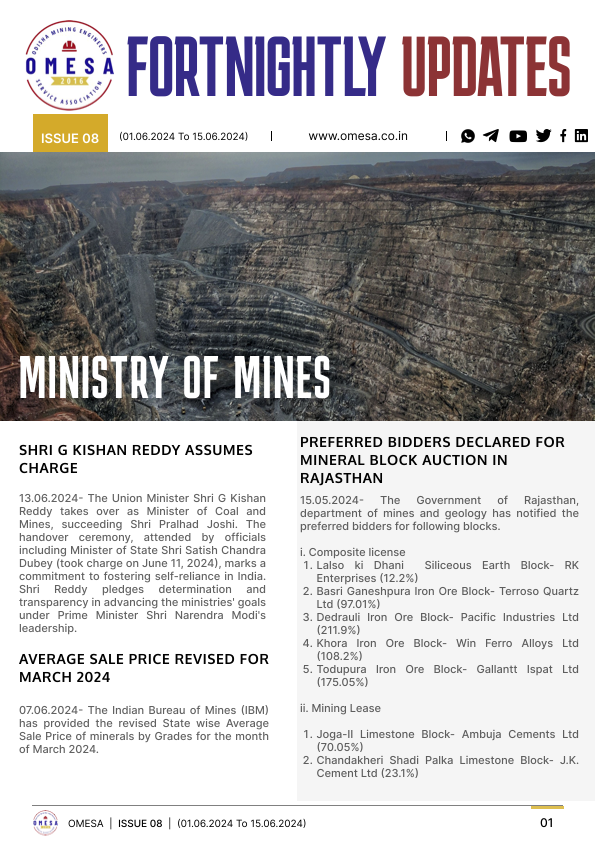 ODISHA MINING ENGINEERS
OMESA
2016
SERVICE ASSOCIATION
FORTNIGHTLY UPDATES
ISSUE 08
(01.06.2024 To 15.06.2024)
www.omesa.co.in
MINISTRY OF MINES
SHRI G KISHAN REDDY ASSUMES
CHARGE
13.06.2024- The Union Minister Shri G Kishan
Reddy takes over as Minister of Coal and
Mines, succeeding Shri Pralhad Joshi. The
handover ceremony, attended by officials
including Minister of State Shri Satish Chandra
Dubey (took charge on June 11, 2024), marks a
commitment to fostering self-reliance in India.
Shri Reddy pledges determination and
transparency in advancing the ministries' goals
under Prime Minister Shri Narendra Modi's
leadership.
AVERAGE SALE PRICE REVISED FOR
MARCH 2024
07.06.2024- The Indian Bureau of Mines (IBM)
has provided the revised State wise Average
Sale Price of minerals by Grades for the month
of March 2024.
PREFERRED BIDDERS DECLARED FOR
MINERAL BLOCK AUCTION IN
RAJASTHAN
15.05.2024- The Government of Rajasthan,
department of mines and geology has notified the
preferred bidders for following blocks.
i. Composite license
1. Lalso ki Dhani Siliceous Earth Block- RK
Enterprises (12.2%)
2. Basri Ganeshpura Iron Ore Block- Terroso Quartz
Ltd (97.01%)
3. Dedrauli Iron Ore Block- Pacific Industries Ltd
(211.9%)
4. Khora Iron Ore Block- Win Ferro Alloys Ltd
(108.2%)
5. Todupura Iron Ore Block- Gallantt Ispat Ltd
(175.05%)
ii. Mining Lease
1. Joga-II Limestone Block- Ambuja Cements Ltd
(70.05%)
2. Chandakheri Shadi Palka Limestone Block- J.K.
Cement Ltd (23.1%)
OMESA
OMESA | ISSUE 08 | (01.06.2024 To 15.06.2024)
01